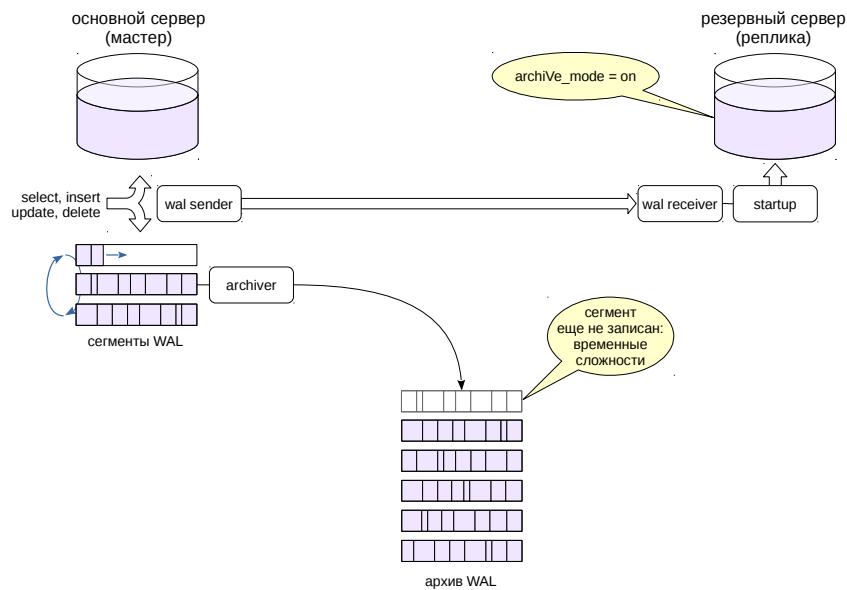 основной сервер
(мастер)
резервный сервер
(реплика)
archiVe_mode = on
select, insert
update, delete
wal sender
wal receiver
startup
archiver
сегменты WAL
сегмент
еще не записан:
временные
сложности
архив WAL